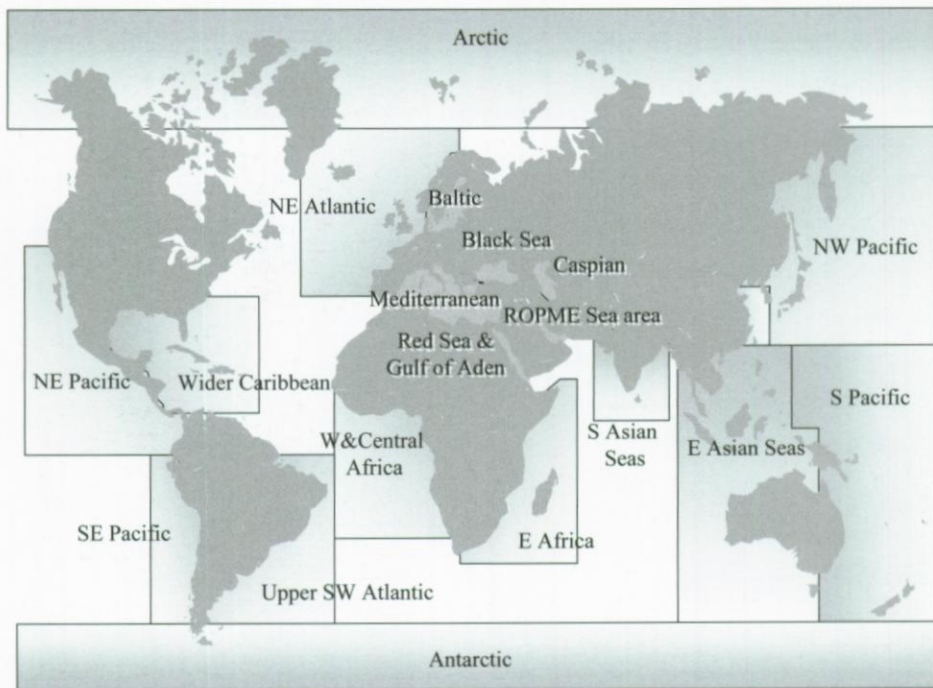 Arctic
NE Atlantic
Baltic
Black Sea
Caspian
NW Pacific
Mediterranean
ROPME Sea area
Red Sea &
Gulf of Aden
NE Pacific
Wider Caribbean
S Pacific
W&Central
Africa
S Asian
Seas
E Asian Seas
SE Pacific
E Africa
Upper SW Atlantic
Antarctic